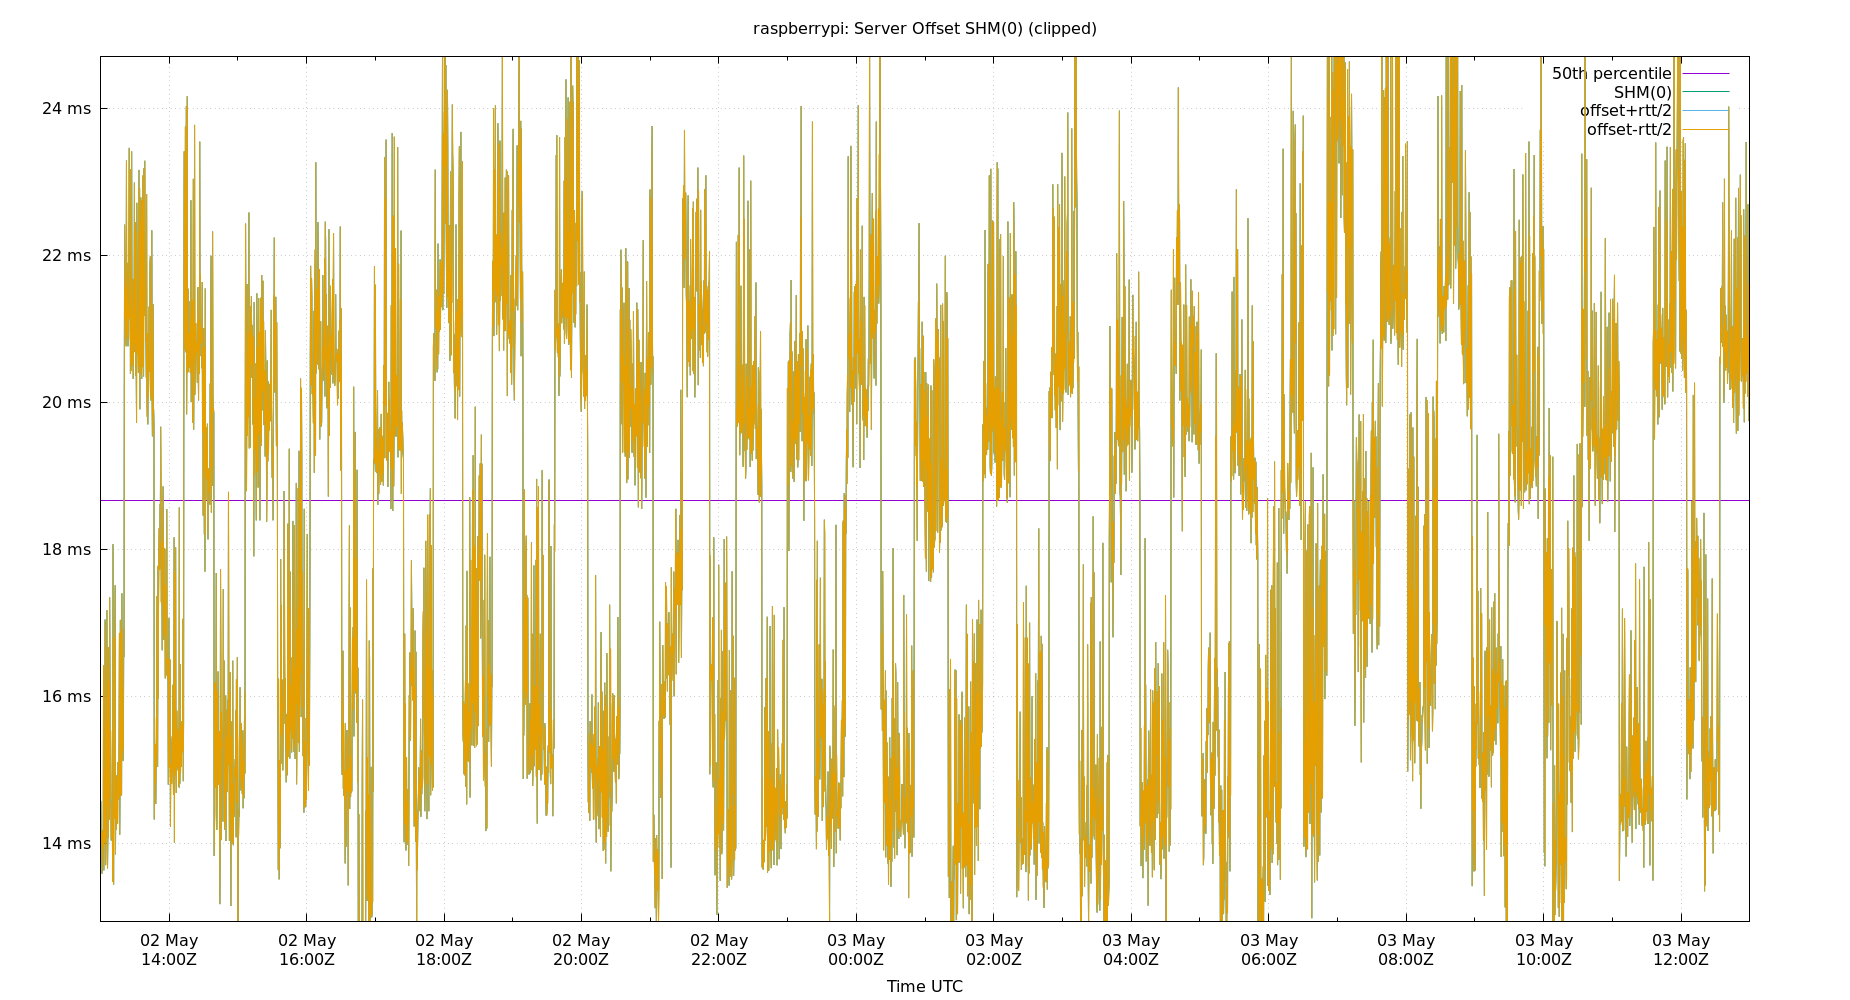 raspberrypi: Server Offset SHM(0) (clipped)
50th percentile
SHM(0)
offset+rtt/2
offset-rtt/2
24 ms
22 ms
20 ms
18 ms
16 ms
14 ms
02 May 02 May 02 May 02 May 02 May 03 May 03 May 03 May 03 May 03 May 03 May 03 May
14:00Z 16:00Z 18:00Z 20:00Z 22:00Z 00:00Z 02:00Z 04:00Z 06:00Z 08:00Z 10:00Z 12:00Z
Time UTC